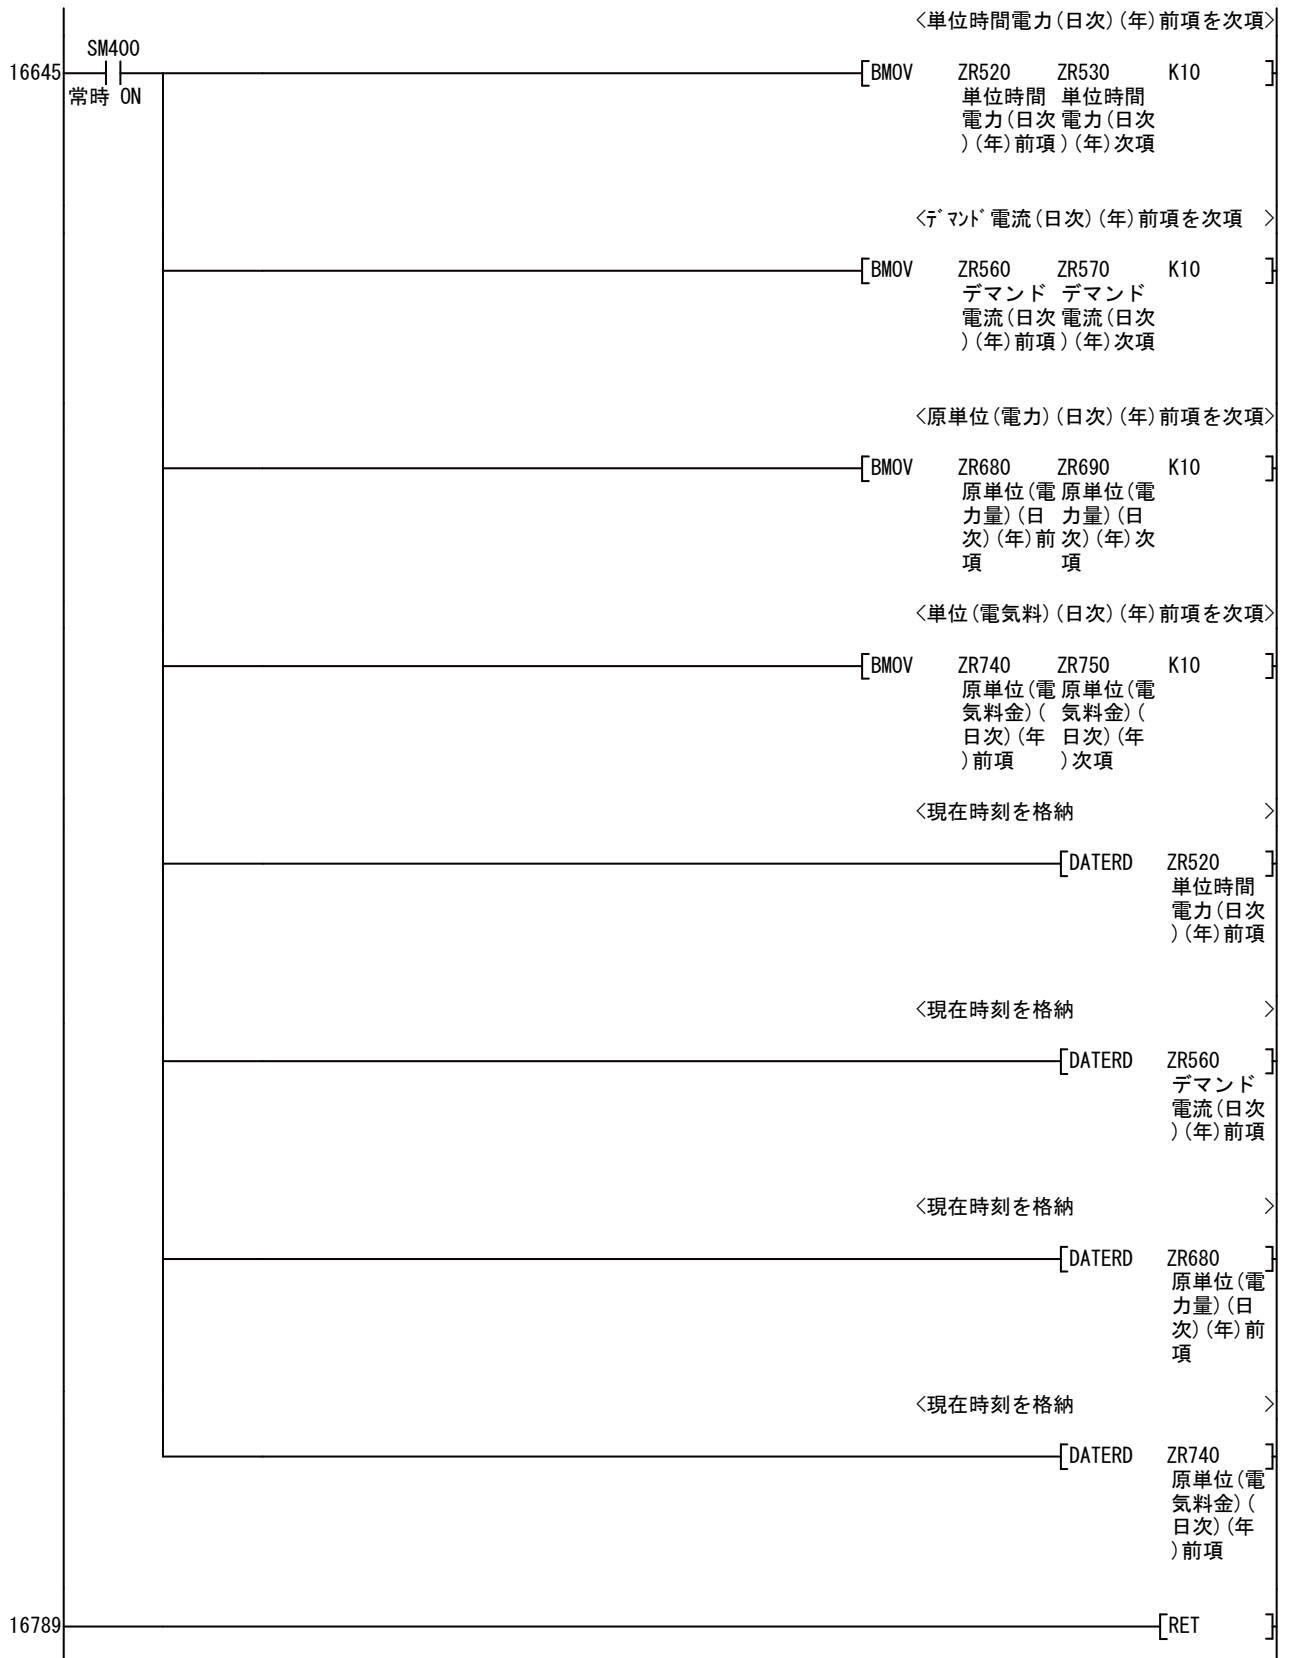 <単位時間電力(日次)(年)前項を次項>
SM400
16645
[BMOV ZR520 ZR530 K10 ]
常時 ON
単位時間 単位時間
電力(日次 電力(日次
)(年)前項 )(年)次項
<ﾃﾞﾏﾝﾄﾞ電流(日次)(年)前項を次項 >
[BMOV ZR560 ZR570 K10 ]
デマンド デマンド
電流(日次 電流(日次
)(年)前項 )(年)次項
<原単位(電力)(日次)(年)前項を次項>
[BMOV ZR680 ZR690 K10 ]
原単位(電 原単位(電
力量)(日 力量)(日
次)(年)前 次)(年)次
項 項
<単位(電気料)(日次)(年)前項を次項>
[BMOV ZR740 ZR750 K10 ]
原単位(電 原単位(電
気料金)( 気料金)(
日次)(年 日次)(年
)前項 )次項
<現在時刻を格納 >
[DATERD ZR520 ]
単位時間
電力(日次
)(年)前項
<現在時刻を格納 >
[DATERD ZR560 ]
デマンド
電流(日次
)(年)前項
<現在時刻を格納 >
[DATERD ZR680 ]
原単位(電
力量)(日
次)(年)前
項
<現在時刻を格納 >
[DATERD ZR740 ]
原単位(電
気料金)(
日次)(年
)前項
16789 [RET ]